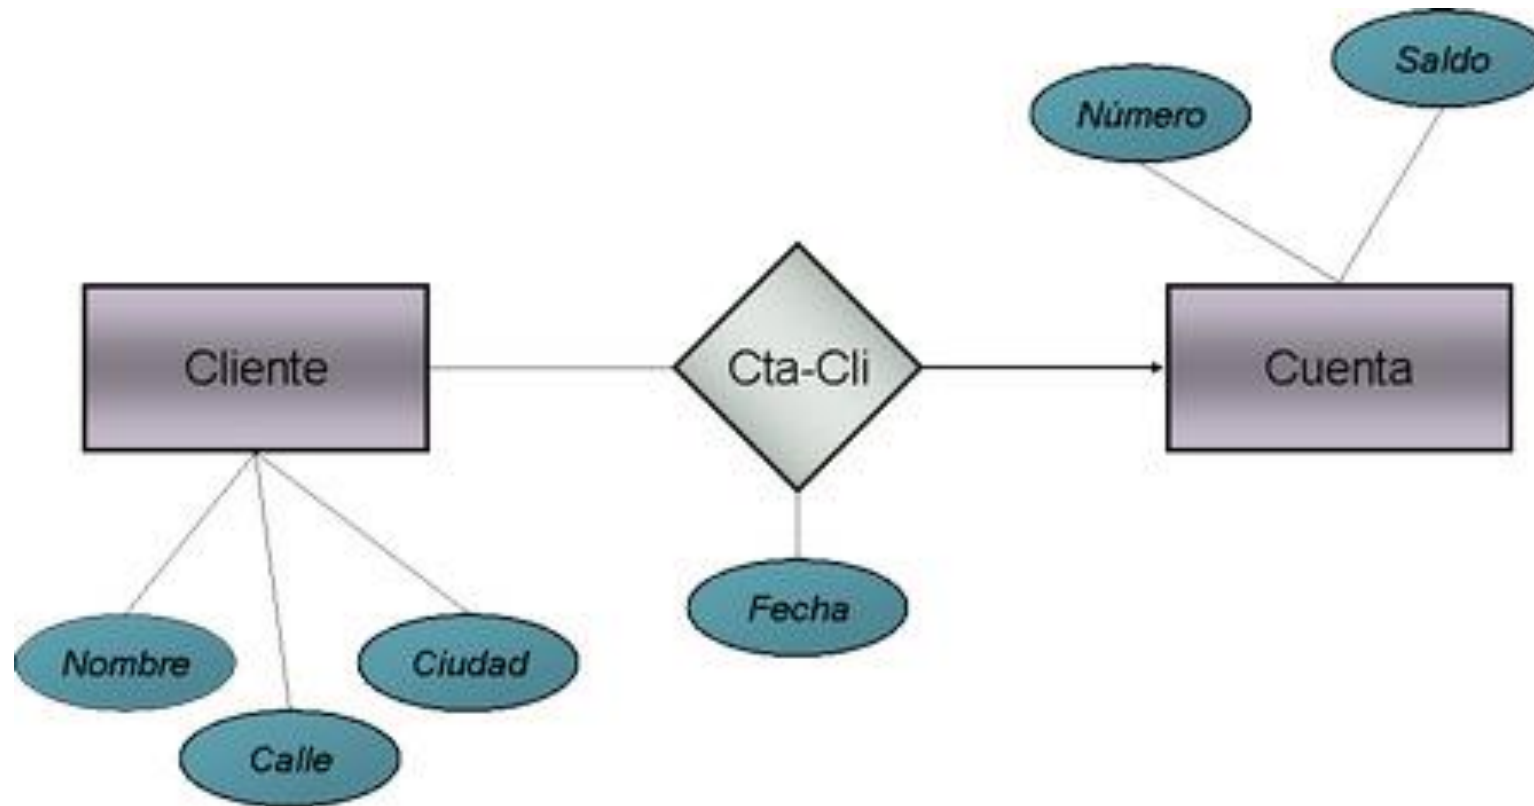 Saldo
Número
Cliente
Cta-Cli
Cuenta
Fecha
Nombre
Ciudad
Calle